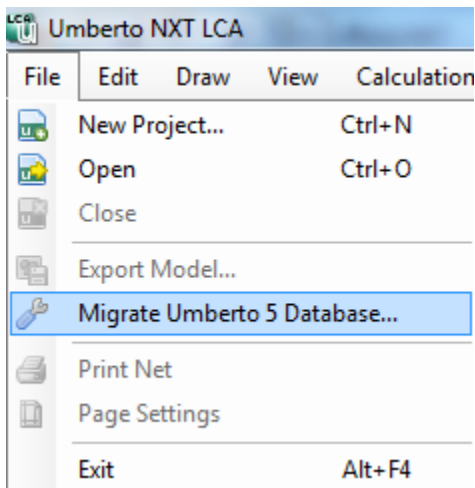 LCA Umberto NXT LCA
File Edit Draw View Calculation
New Project... Ctrl+N
Open Ctrl+O
Close
Export Model...
Migrate Umberto 5 Database...
Print Net
Page Settings
Exit Alt+F4